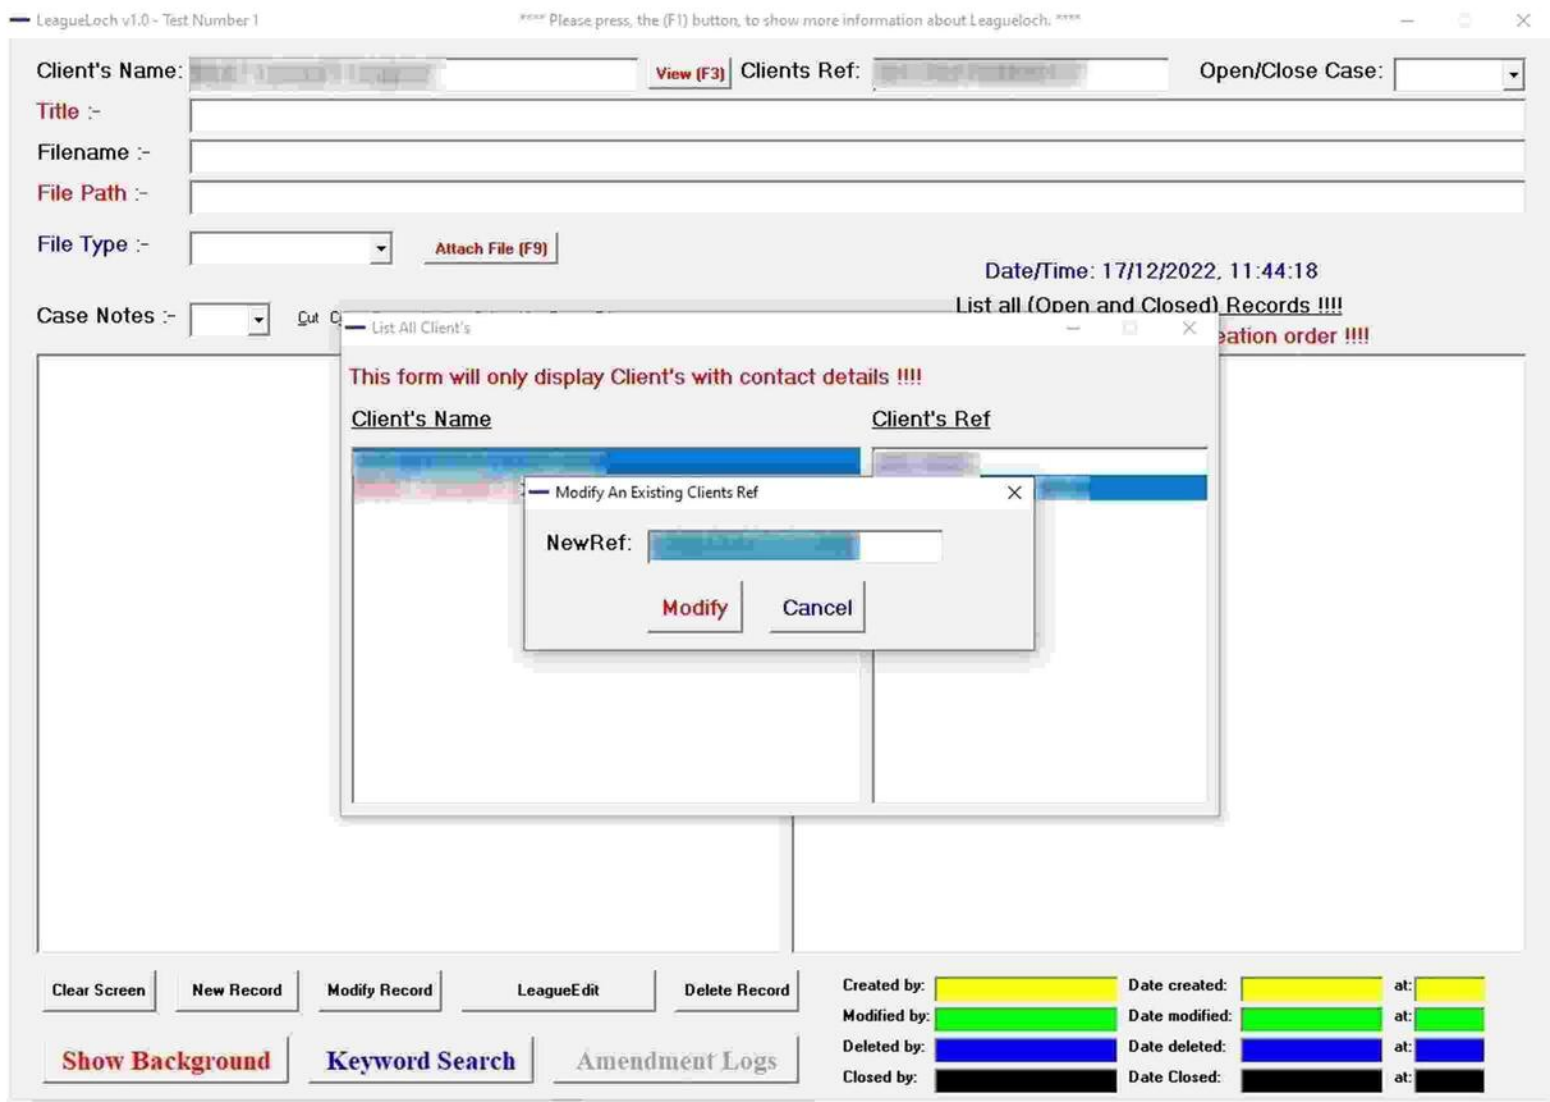 LeagueLoch v1.0 - Test Number 1 **** Please press, the (F1) button, to show more information about Leagueloch. ****
Client's Name: View (F3) Clients Ref: Open/Close Case:
Title :-
Filename :-
File Path :-
File Type :- Attach File (F9)
Date/Time: 17/12/2022, 11:44:18
List all (Open and Closed) Records !!!!
Case Notes :- Cut
List All Client's
eation order !!!!
This form will only display Client's with contact details !!!!
Client's Name Client's Ref
Modify An Existing Clients Ref
NewRef:
Modify Cancel
Clear Screen New Record Modify Record LeagueEdit Delete Record
Created by: Date created: at:
Modified by: Date modified: at:
Deleted by: Date deleted: at:
Closed by: Date Closed: at:
Show Background Keyword Search Amendment Logs